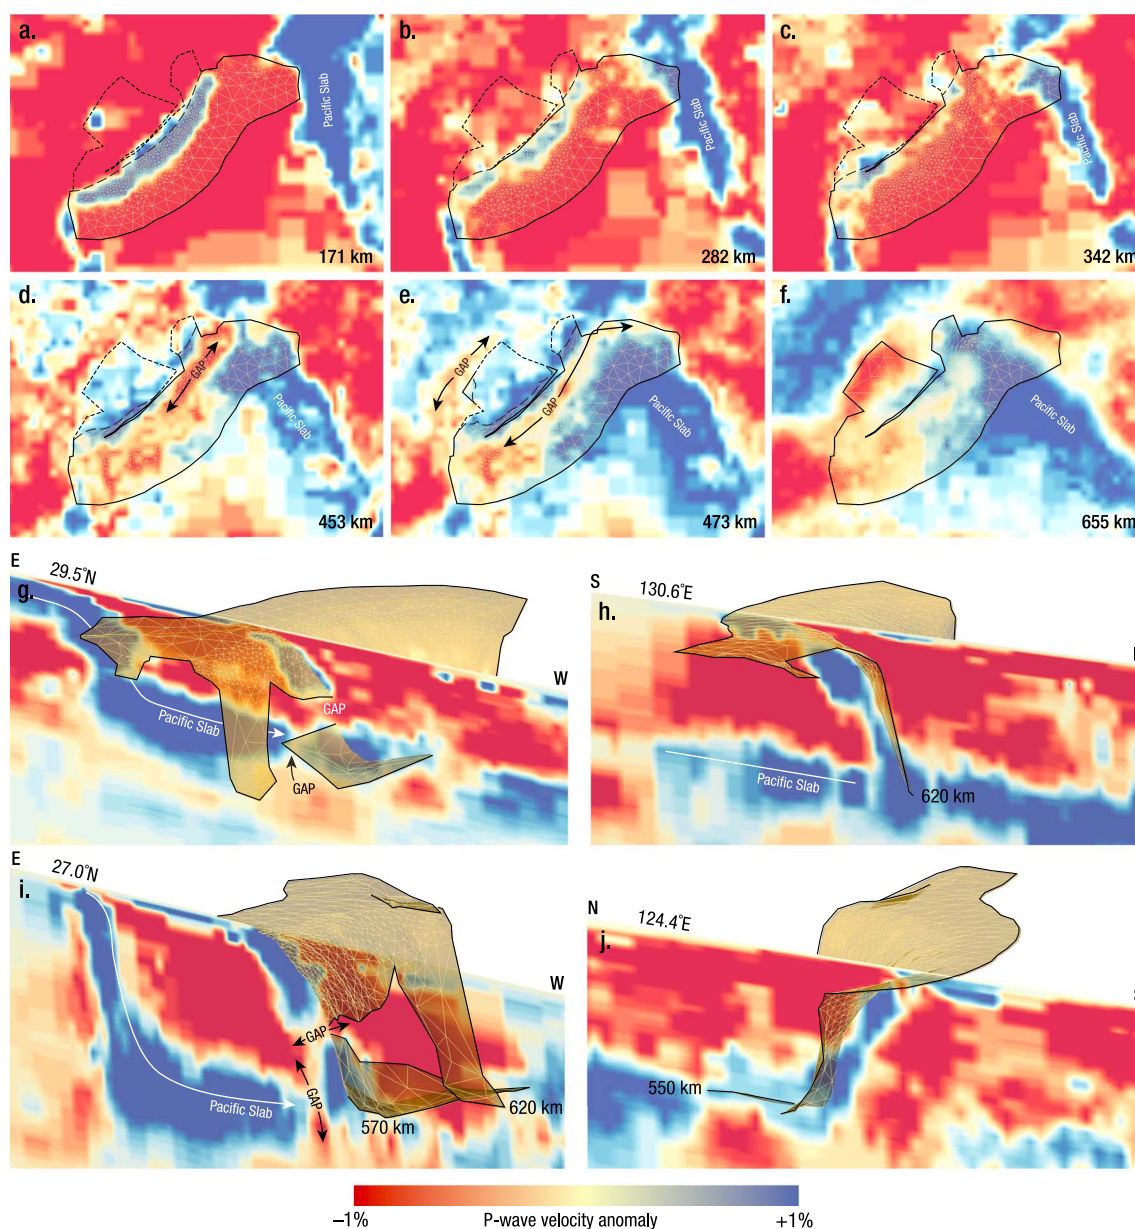 a.
Pacific Slab
171 km
b.
Pacific Slab
282 km
c.
Pacific Slab
342 km
d.
GAP
Pacific Slab
453 km
e.
GAP
GAP
Pacific Slab
473 km
f.
Pacific Slab
655 km
E
29.5°N
g.
W
Pacific Slab
GAP
GAP
S
130.6°E
h.
Pacific Slab
620 km
E
27.0°N
i.
W
GAP
GAP
Pacific Slab
570 km
620 km
N
124.4°E
j.
550 km
−1%
P-wave velocity anomaly
+1%